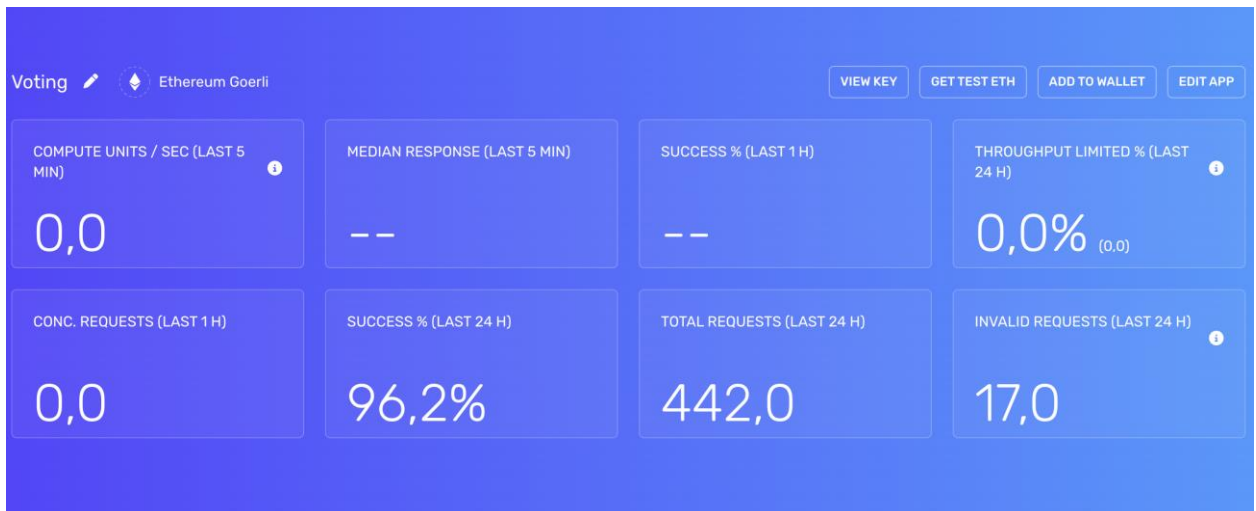 Voting Ethereum Goerli VIEW KEY GET TEST ETH ADD TO WALLET EDIT APP
COMPUTE UNITS / SEC (LAST 5
MIN)
0,0
MEDIAN RESPONSE (LAST 5 MIN)
--
SUCCESS % (LAST 1 H)
--
THROUGHPUT LIMITED % (LAST
24 H)
0,0% (0,0)
CONC. REQUESTS (LAST 1 H)
0,0
SUCCESS % (LAST 24 H)
96,2%
TOTAL REQUESTS (LAST 24 H)
442,0
INVALID REQUESTS (LAST 24 H)
17,0